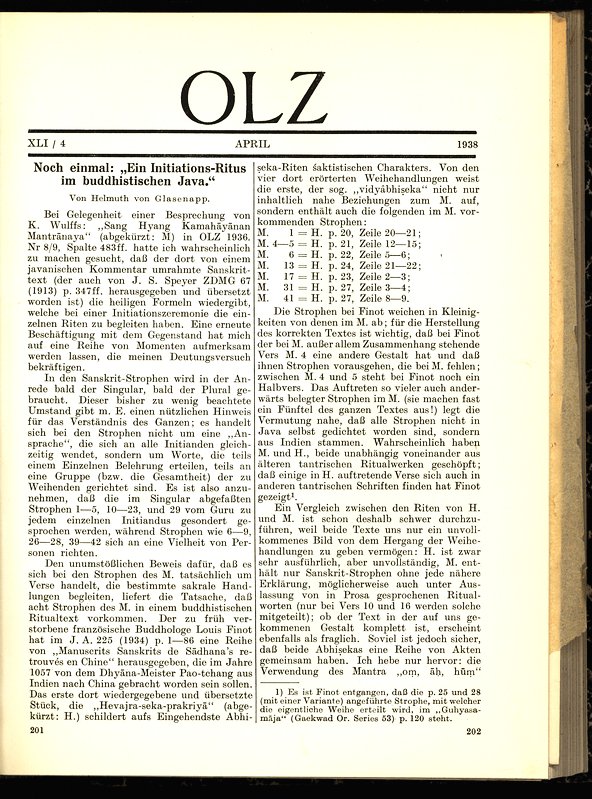 OLZ
XLI / 4 APRIL 1938
Noch einmal: „Ein Initiations-Ritus
im buddhistischen Java.“
Von Helmuth von Glasenapp.
Bei Gelegenheit einer Besprechung von
K. Wulffs: „Sang Hyang Kamahāyānan
Mantrānaya“ (abgekürzt: M) in OLZ 1936.
Nr 8/9, Spalte 483ff. hatte ich wahrscheinlich
zu machen gesucht, daß der dort von einem
javanischen Kommentar umrahmte Sanskrit-
text (der auch von J. S. Speyer ZDMG 67
(1913) p. 347ff. herausgegeben und übersetzt
worden ist) die heiligen Formeln wiedergibt,
welche bei einer Initiationszeremonie die ein-
zelnen Riten zu begleiten haben. Eine erneute
Beschäftigung mit dem Gegenstand hat mich
auf eine Reihe von Momenten aufmerksam
werden lassen, die meinen Deutungsversuch
bekräftigen.
In den Sanskrit-Strophen wird in der An-
rede bald der Singular, bald der Plural ge-
braucht. Dieser bisher zu wenig beachtete
Umstand gibt m. E. einen nützlichen Hinweis
für das Verständnis des Ganzen; es handelt
sich bei den Strophen nicht um eine „An-
sprache“, die sich an alle Initianden gleich-
zeitig wendet, sondern um Worte, die teils
einem Einzelnen Belehrung erteilen, teils an
eine Gruppe (bzw. die Gesamtheit) der zu
Weihenden gerichtet sind. Es ist also anzu-
nehmen, daß die im Singular abgefaßten
Strophen 1—5, 10—23, und 29 vom Guru zu
jedem einzelnen Initiandus gesondert ge-
sprochen werden, während Strophen wie 6—9,
26—28, 39—42 sich an eine Vielheit von Per-
sonen richten.
Den unumstößlichen Beweis dafür, daß es
sich bei den Strophen des M. tatsächlich um
Verse handelt, die bestimmte sakrale Hand-
lungen begleiten, liefert die Tatsache, daß
acht Strophen des M. in einem buddhistischen
Ritualtext vorkommen. Der zu früh ver-
storbene französische Buddhologe Louis Finot
hat im J. A. 225 (1934) p. 1—86 eine Reihe
von „Manuscrits Sanskrits de Sādhana's re-
trouvés en Chine“ herausgegeben, die im Jahre
1057 von dem Dhyāna-Meister Pao-tchang aus
Indien nach China gebracht worden sein sollen.
Das erste dort wiedergegebene und übersetzte
Stück, die „Hevajra-seka-prakriyā“ (abge-
kürzt: H.) schildert aufs Eingehendste Abhi-
201
ṣeka-Riten śaktistischen Charakters. Von den
vier dort erörterten Weihehandlungen weist
die erste, der sog. „vidyābhiṣeka“ nicht nur
inhaltlich nahe Beziehungen zum M. auf,
sondern enthält auch die folgenden im M. vor-
kommenden Strophen:
M. 1 = H. p. 20, Zeile 20—21;
M. 4—5 = H. p. 21, Zeile 12—15;
M. 6 = H. p. 22, Zeile 5—6;
M. 13 = H. p. 24, Zeile 21—22;
M. 17 = H. p. 23, Zeile 2—3;
M. 31 = H. p. 27, Zeile 3—4;
M. 41 = H. p. 27, Zeile 8—9.
Die Strophen bei Finot weichen in Kleinig-
keiten von denen im M. ab; für die Herstellung
des korrekten Textes ist wichtig, daß bei Finot
der bei M. außer allem Zusammenhang stehende
Vers M. 4 eine andere Gestalt hat und daß
ihnen Strophen vorausgehen, die bei M. fehlen;
zwischen M. 4 und 5 steht bei Finot noch ein
Halbvers. Das Auftreten so vieler auch ander-
wärts belegter Strophen im M. (sie machen fast
ein Fünftel des ganzen Textes aus!) legt die
Vermutung nahe, daß alle Strophen nicht in
Java selbst gedichtet worden sind, sondern
aus Indien stammen. Wahrscheinlich haben
M. und H., beide unabhängig voneinander aus
älteren tantrischen Ritualwerken geschöpft;
daß einige in H. auftretende Verse sich auch in
anderen tantrischen Schriften finden hat Finot
gezeigt¹.
Ein Vergleich zwischen den Riten von H.
und M. ist schon deshalb schwer durchzu-
führen, weil beide Texte uns nur ein unvoll-
kommenes Bild von dem Hergang der Weihe-
handlungen zu geben vermögen: H. ist zwar
sehr ausführlich, aber unvollständig, M. ent-
hält nur Sanskrit-Strophen ohne jede nähere
Erklärung, möglicherweise auch unter Aus-
lassung von in Prosa gesprochenen Ritual-
worten (nur bei Vers 10 und 16 werden solche
mitgeteilt); ob der Text in der auf uns ge-
kommenen Gestalt komplett ist, erscheint
ebenfalls als fraglich. Soviel ist jedoch sicher,
daß beide Abhiṣekas eine Reihe von Akten
gemeinsam haben. Ich hebe nur hervor: die
Verwendung des Mantra „oṃ, āḥ, hūṃ“
1) Es ist Finot entgangen, daß die p. 25 und 28
(mit einer Variante) angeführte Strophe, mit welcher
die eigentliche Weihe erteilt wird, im „Guhyasa-
māja“ (Gaekwad Or. Series 53) p. 120 steht.
202